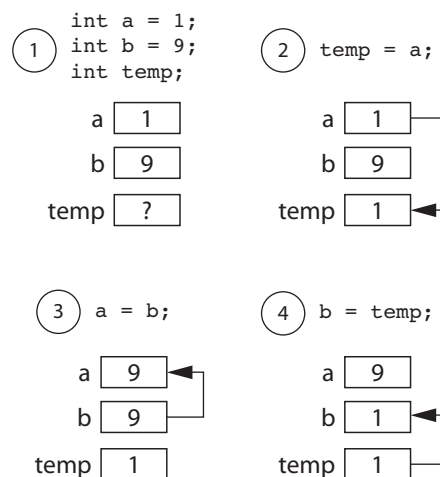 1
int a = 1;
int b = 9;
int temp;
a 1
b 9
temp ?
2 temp = a;
a 1
b 9
temp 1
3 a = b;
a 9
b 9
temp 1
4 b = temp;
a 9
b 1
temp 1